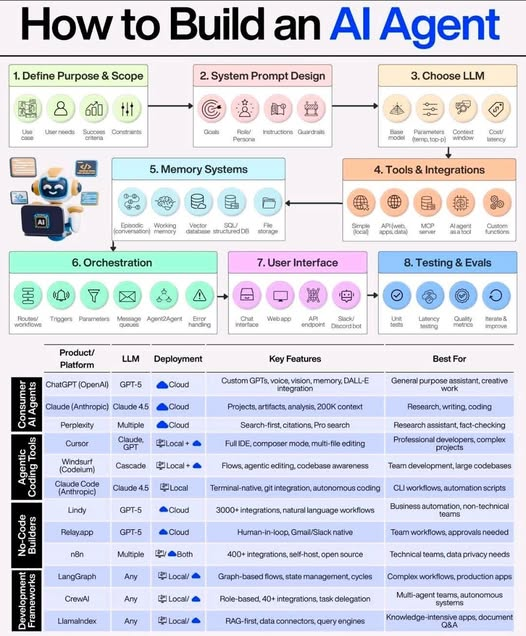 How to Build an AI Agent
1. Define Purpose & Scope
Use
case
User needs
Success
criteria
Constraints
2. System Prompt Design
Goals
Role/
Persona
Instructions
Guardrails
3. Choose LLM
Base
model
Parameters
(temp, top-p)
Context
window
Cost/
latency
4. Tools & Integrations
Simple
(local)
API (web,
apps, data)
MCP
server
AI agent
as a tool
Custom
functions
5. Memory Systems
Episodic
(conversation)
Working
memory
Vector
database
SQL/
structured DB
File
storage
AI
6. Orchestration
Routes/
workflows
Triggers
Parameters
Message
queues
Agent2Agent
Error
handling
7. User Interface
Chat
interface
Web app
API
endpoint
Slack/
Discord bot
8. Testing & Evals
Unit
tests
Latency
testing
Quality
metrics
Iterate &
improve
Product/
Platform
LLM
Deployment
Key Features
Best For
Consumer
AI Agents
ChatGPT (OpenAI)
GPT-5
Cloud
Custom GPTs, voice, vision, memory, DALL-E
integration
General purpose assistant, creative
work
Claude (Anthropic)
Claude 4.5
Cloud
Projects, artifacts, analysis, 200K context
Research, writing, coding
Perplexity
Multiple
Cloud
Search-first, citations, Pro search
Research assistant, fact-checking
Agentic
Coding Tools
Cursor
Claude,
GPT
Local +
Full IDE, composer mode, multi-file editing
Professional developers, complex
projects
Windsurf
(Codeium)
Cascade
Local +
Flows, agentic editing, codebase awareness
Team development, large codebases
Claude Code
(Anthropic)
Claude 4.5
Local
Terminal-native, git integration, autonomous coding
CLI workflows, automation scripts
No-Code
Builders
Lindy
GPT-5
Cloud
3000+ integrations, natural language workflows
Business automation, non-technical
teams
Relay.app
GPT-5
Cloud
Human-in-loop, Gmail/Slack native
Team workflows, approvals needed
n8n
Multiple
/ Both
400+ integrations, self-host, open source
Technical teams, data privacy needs
Development
Frameworks
LangGraph
Any
Local/
Graph-based flows, state management, cycles
Complex workflows, production apps
CrewAI
Any
Local/
Role-based, 40+ integrations, task delegation
Multi-agent teams, autonomous
systems
LlamaIndex
Any
Local/
RAG-first, data connectors, query engines
Knowledge-intensive apps, document
Q&A